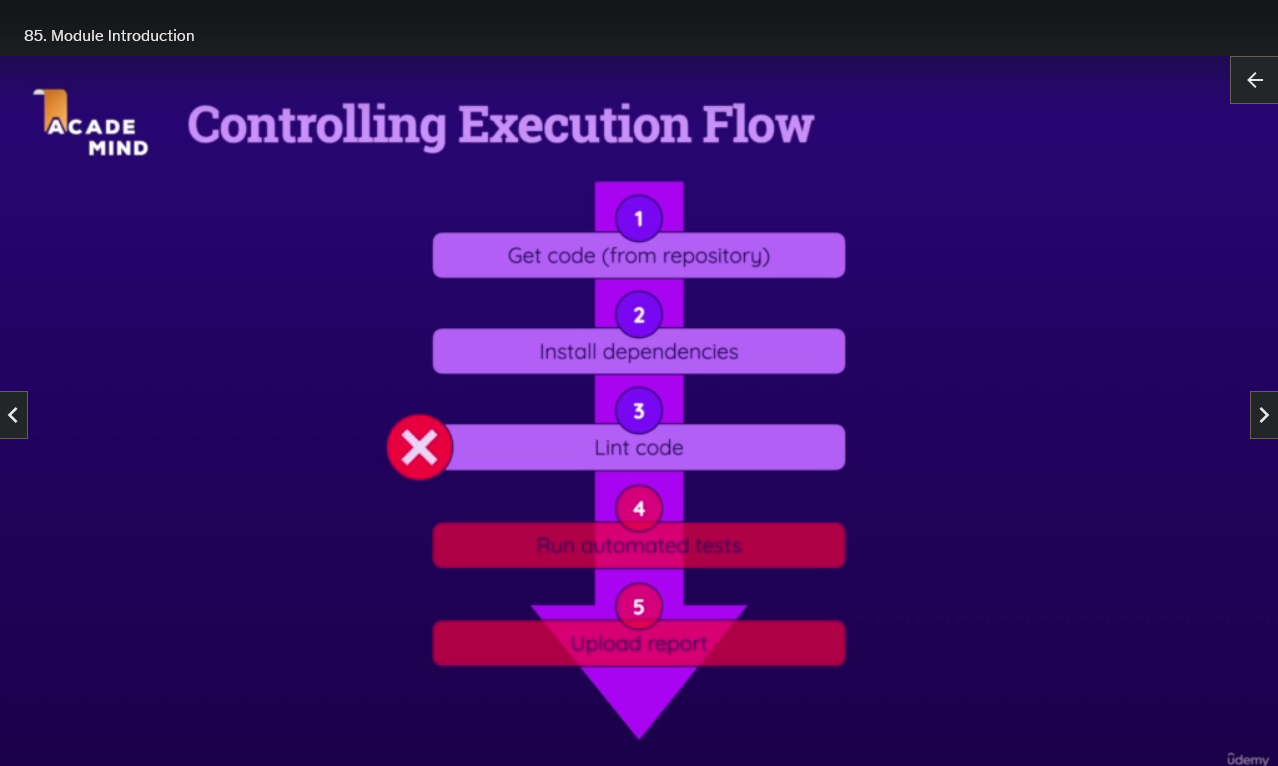 85. Module Introduction
ACADE
MIND
Controlling Execution Flow
1
Get code (from repository)
2
Install dependencies
3
Lint code
4
Run automated tests
5
Upload report
ûdemy